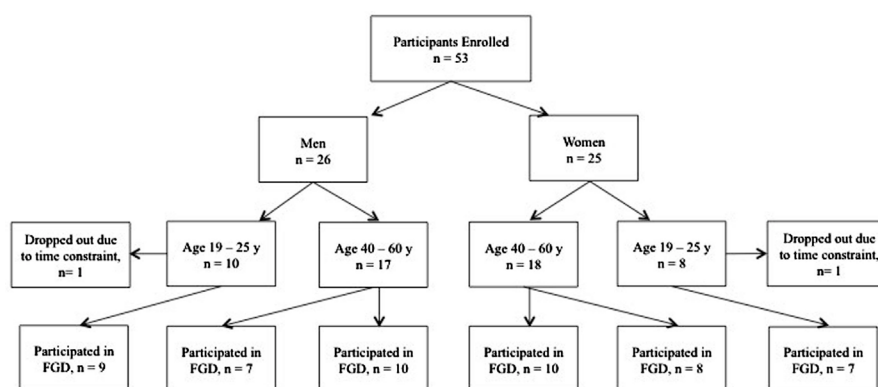 Participants Enrolled
n = 53
Men
n = 26
Women
n = 25
Dropped out due
to time constraint,
n= 1
Age 19 – 25 y
n = 10
Age 40 – 60 y
n = 17
Age 40 – 60 y
n = 18
Age 19 – 25 y
n = 8
Dropped out due
to time constraint,
n= 1
Participated in
FGD, n = 9
Participated in
FGD, n = 7
Participated in
FGD, n = 10
Participated in
FGD, n = 10
Participated in
FGD, n = 8
Participated in
FGD, n = 7